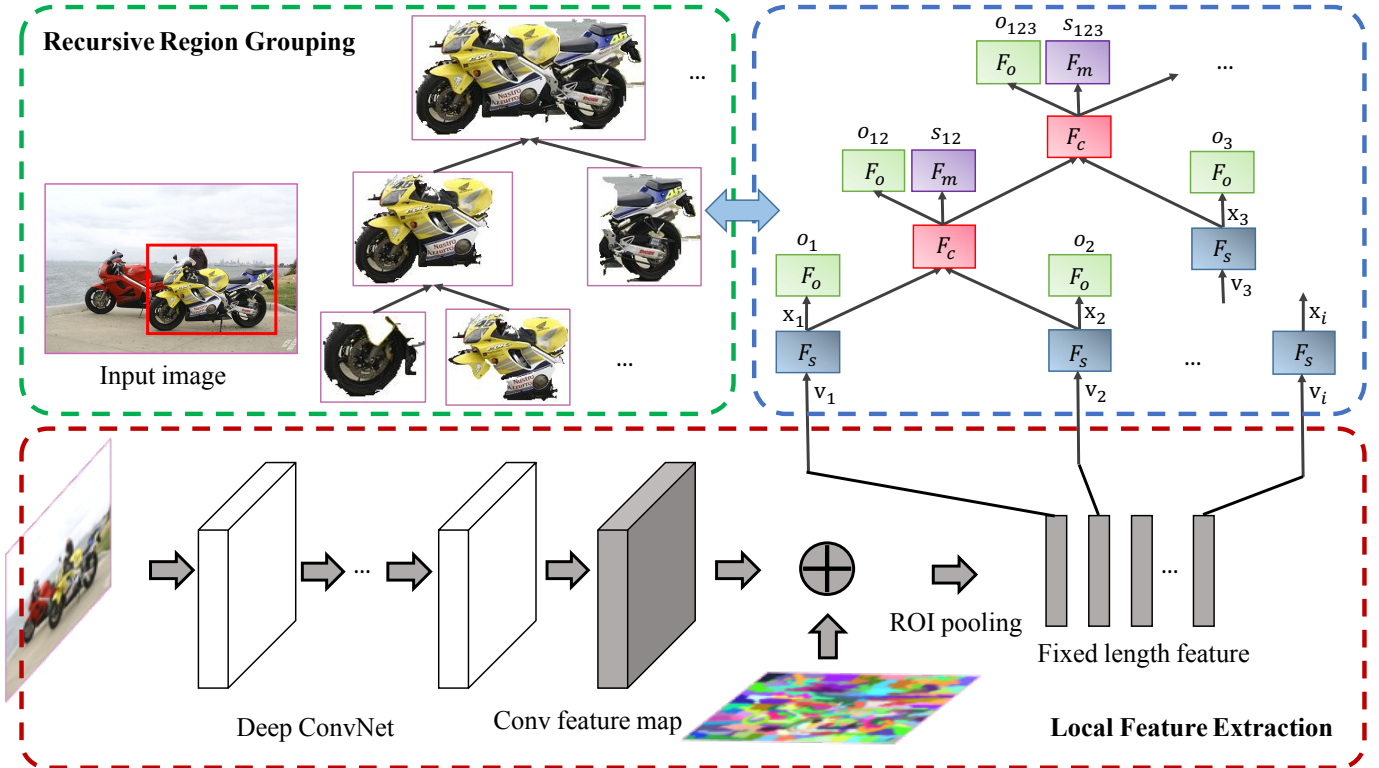 Recursive Region Grouping
...
Input image
...
o₁₂₃ s₁₂₃
Fₒ Fₘ ...
F_c
o₁₂ s₁₂ o₃
Fₒ Fₘ Fₒ
x₃
o₁ F_c o₂ Fₛ
Fₒ Fₒ v₃
x₁ x₂ xᵢ
Fₛ Fₛ ... Fₛ
v₁ v₂ vᵢ
... ...
ROI pooling
Fixed length feature
Deep ConvNet
Conv feature map
Local Feature Extraction